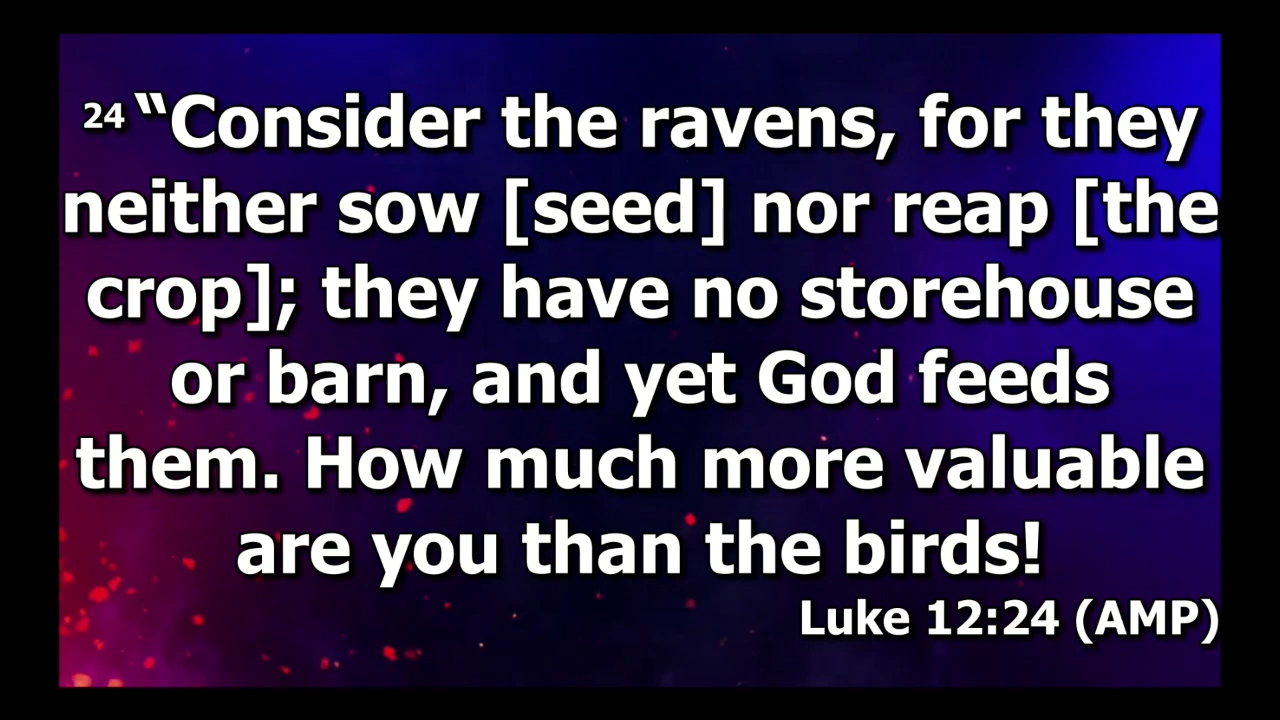 24 “Consider the ravens, for they
neither sow [seed] nor reap [the
crop]; they have no storehouse
or barn, and yet God feeds
them. How much more valuable
are you than the birds!
Luke 12:24 (AMP)